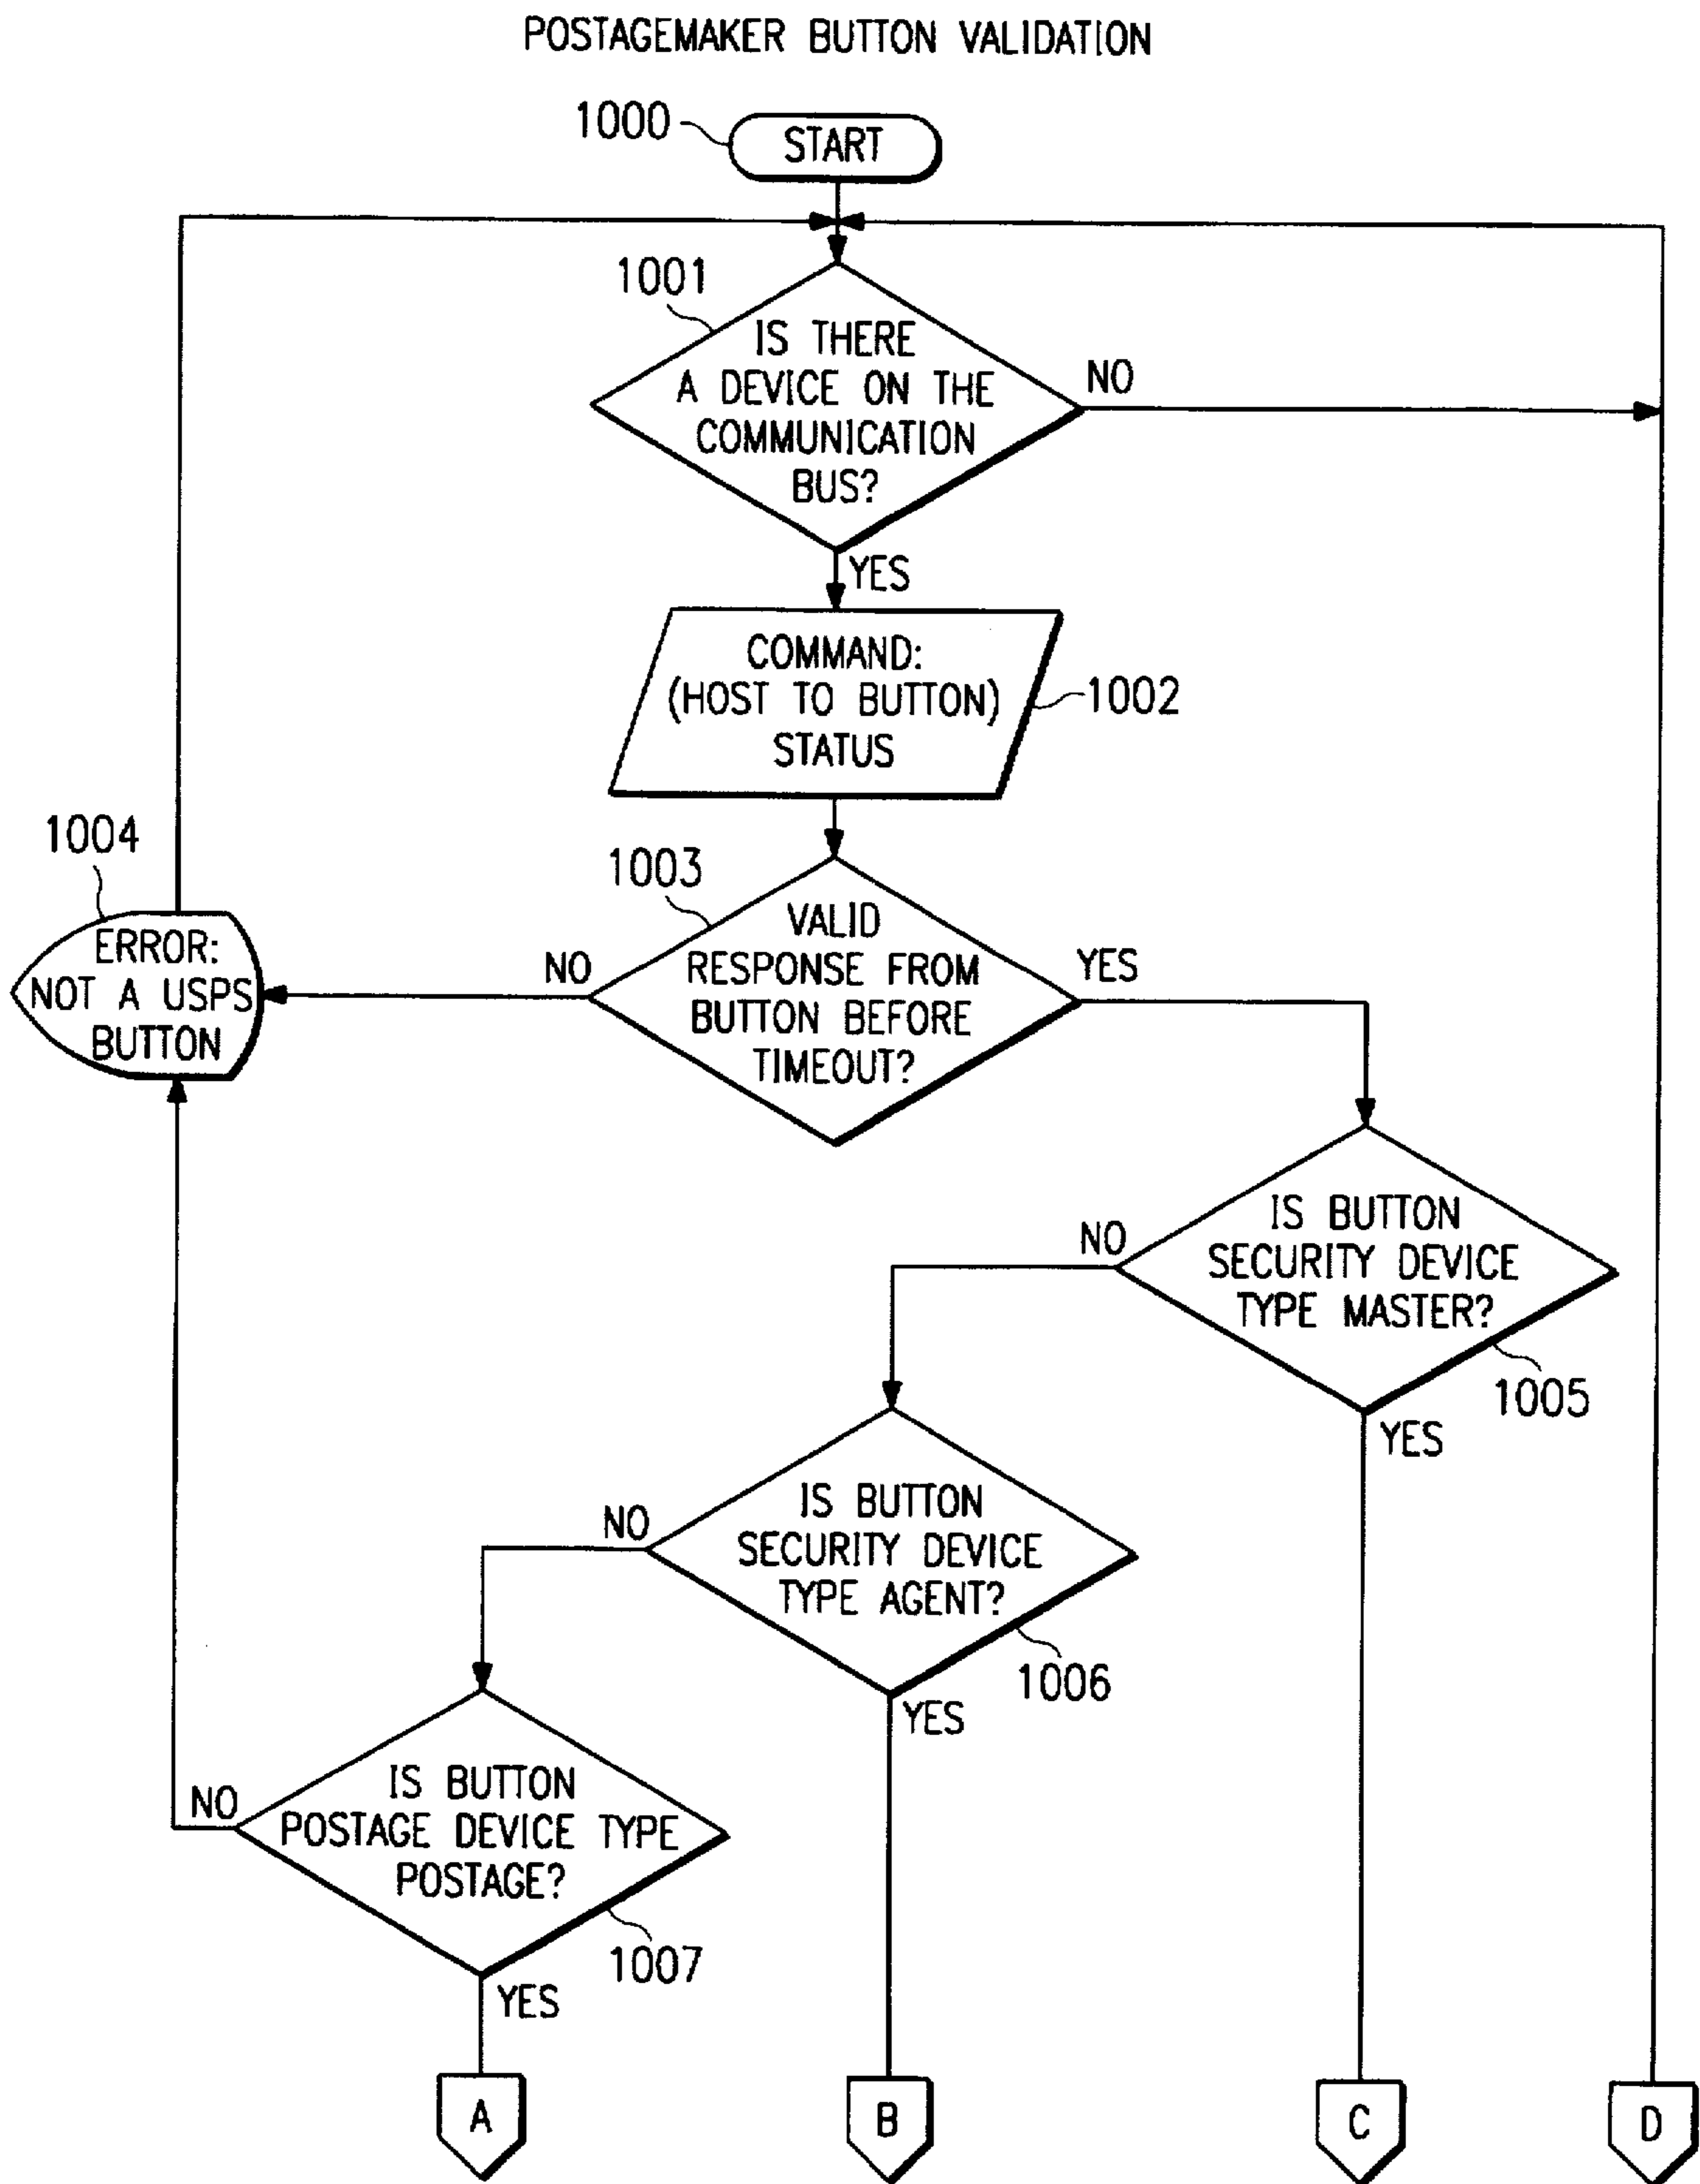 POSTAGEMAKER BUTTON VALIDATION
1000
START
1001
IS THERE
A DEVICE ON THE
COMMUNICATION
BUS?
NO
YES
COMMAND:
(HOST TO BUTTON)
STATUS
1002
1004
ERROR:
NOT A USPS
BUTTON
1003
NO
VALID
RESPONSE FROM
BUTTON BEFORE
TIMEOUT?
YES
NO
IS BUTTON
SECURITY DEVICE
TYPE MASTER?
1005
YES
NO
IS BUTTON
SECURITY DEVICE
TYPE AGENT?
1006
YES
NO
IS BUTTON
POSTAGE DEVICE TYPE
POSTAGE?
1007
YES
A
B
C
D